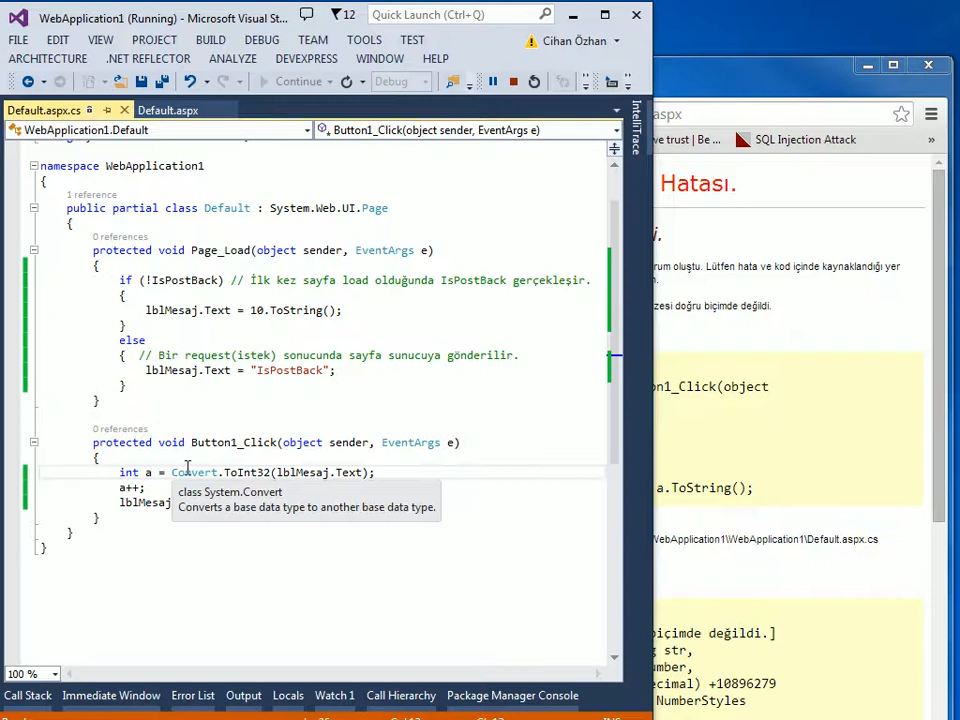 WebApplication1 (Running) - Microsoft Visual St...
12
Quick Launch (Ctrl+Q)
FILE EDIT VIEW PROJECT BUILD DEBUG TEAM TOOLS TEST
Cihan Özhan
ARCHITECTURE .NET REFLECTOR ANALYZE DEVEXPRESS WINDOW HELP
Continue
Debug
Default.aspx.cs
Default.aspx
WebApplication1.Default
Button1_Click(object sender, EventArgs e)
IntelliTrace
namespace WebApplication1
{
1 reference
public partial class Default : System.Web.UI.Page
{
0 references
protected void Page_Load(object sender, EventArgs e)
{
if (!IsPostBack) // İlk kez sayfa load olduğunda IsPostBack gerçekleşir.
{
lblMesaj.Text = 10.ToString();
}
else
{ // Bir request(istek) sonucunda sayfa sunucuya gönderilir.
lblMesaj.Text = "IsPostBack";
}
}
0 references
protected void Button1_Click(object sender, EventArgs e)
{
int a = Convert.ToInt32(lblMesaj.Text);
a++;
lblMesaj
class System.Convert
Converts a base data type to another base data type.
}
}
}
100 %
Call Stack Immediate Window Error List Output Locals Watch 1 Call Hierarchy Package Manager Console
INS
aspx
we trust | Be ...
SQL Injection Attack
»
Hatası.
i.
rum oluştu. Lütfen hata ve kod içinde kaynaklandığı yer
n.
zesi doğru biçimde değildi.
on1_Click(object
a.ToString();
WebApplication1\WebApplication1\Default.aspx.cs
biçimde değildi.]
g str,
umber,
ecimal) +10896279
NumberStyles